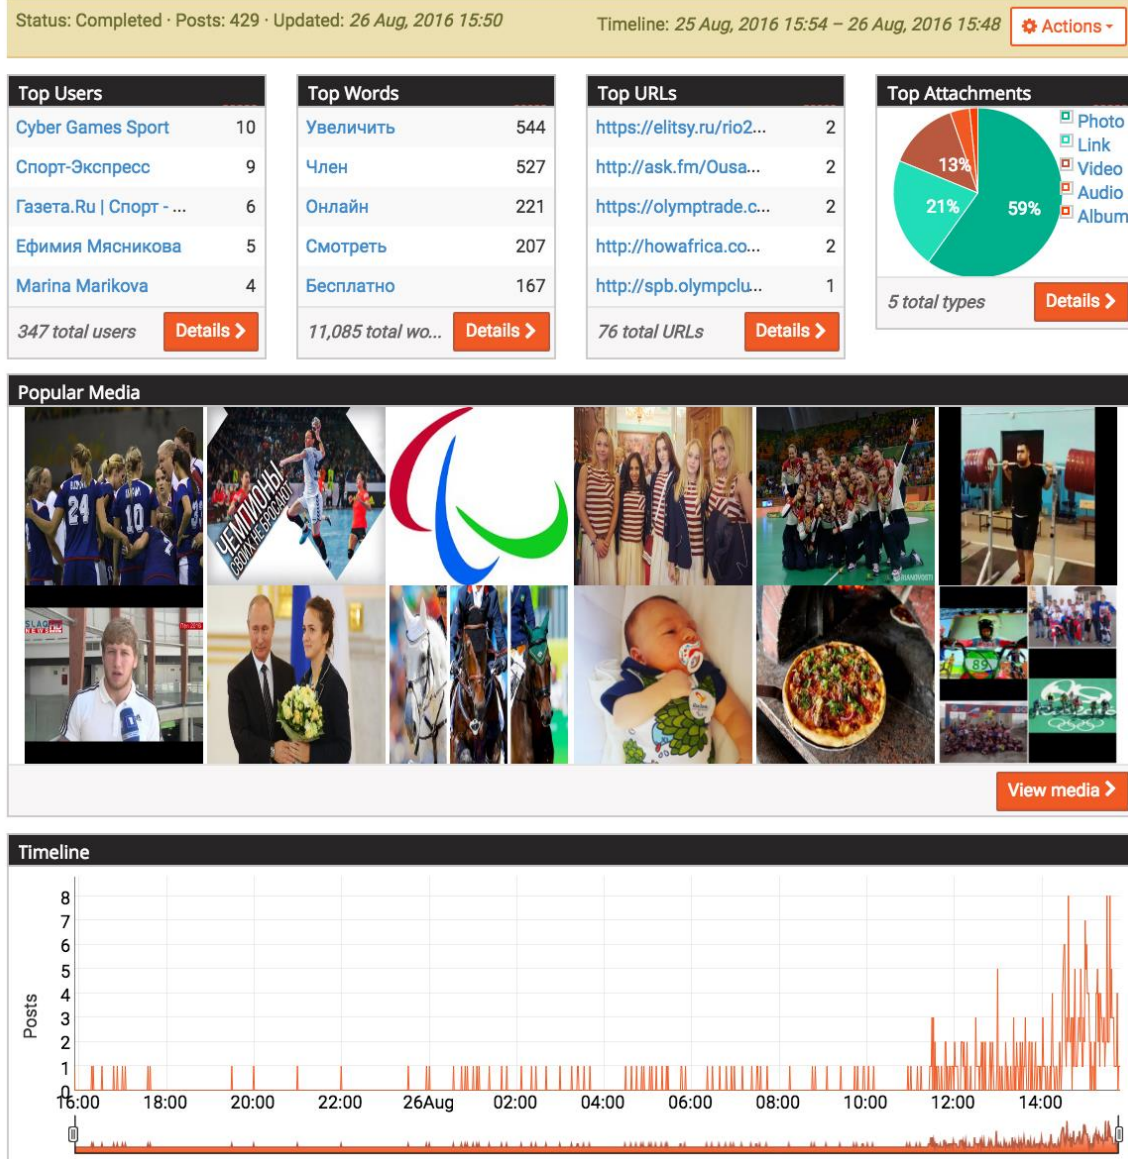 Status: Completed · Posts: 429 · Updated: 26 Aug, 2016 15:50
Timeline: 25 Aug, 2016 15:54 – 26 Aug, 2016 15:48
Actions
Top Users
Cyber Games Sport 10
Спорт-Экспресс 9
Газета.Ru | Спорт - ... 6
Ефимия Мясникова 5
Marina Marikova 4
347 total users Details
Top Words
Увеличить 544
Член 527
Онлайн 221
Смотреть 207
Бесплатно 167
11,085 total wo... Details
Top URLs
https://elitsy.ru/rio2... 2
http://ask.fm/Ousa... 2
https://olymptrade.c... 2
http://howafrica.co... 2
http://spb.olympclu... 1
76 total URLs Details
Top Attachments
Photo
Link
Video
Audio
Album
13%
21%
59%
5 total types Details
Popular Media
24
10
ЧЕМПИОНЫ
СВОИХ НЕ БРОСАЮТ
RIANOVOSTI
89
View media
Timeline
Posts
8
7
6
5
4
3
2
1
0
16:00 18:00 20:00 22:00 26Aug 02:00 04:00 06:00 08:00 10:00 12:00 14:00